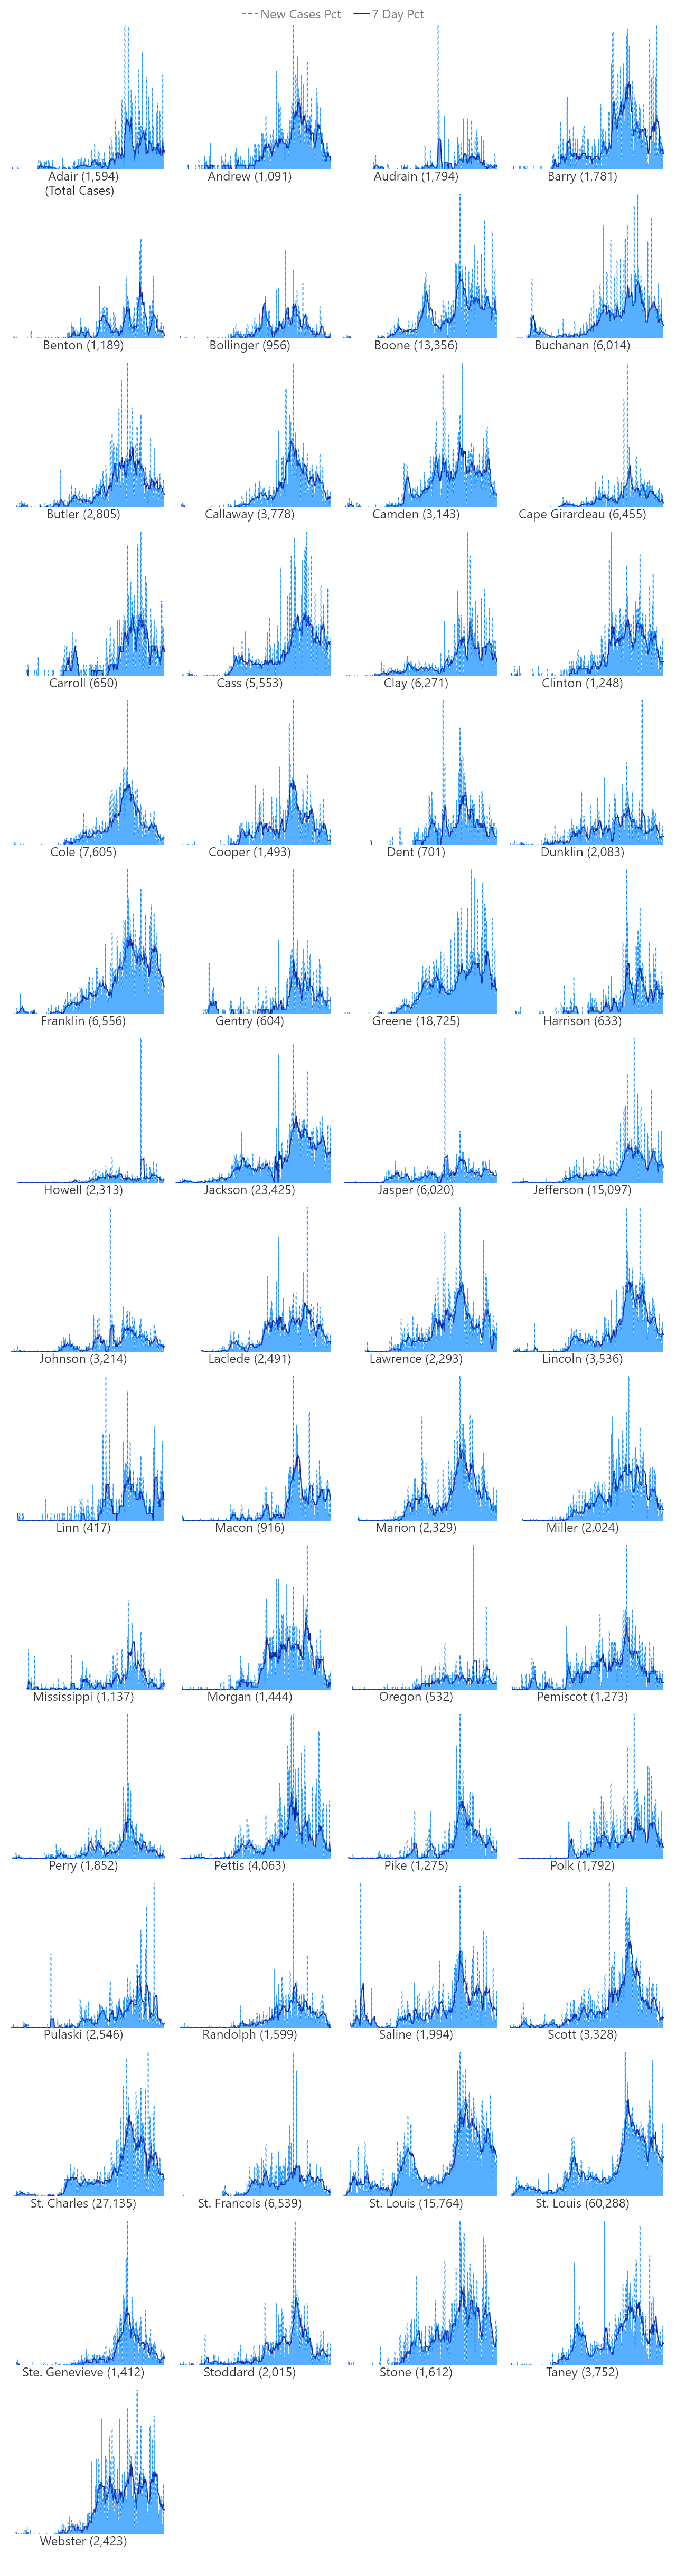 New Cases Pct 7 Day Pct
Adair (1,594) Andrew (1,091) Audrain (1,794) Barry (1,781)
(Total Cases)
Benton (1,189) Bollinger (956) Boone (13,356) Buchanan (6,014)
Butler (2,805) Callaway (3,778) Camden (3,143) Cape Girardeau (6,455)
Carroll (650) Cass (5,553) Clay (6,271) Clinton (1,248)
Cole (7,605) Cooper (1,493) Dent (701) Dunklin (2,083)
Franklin (6,556) Gentry (604) Greene (18,725) Harrison (633)
Howell (2,313) Jackson (23,425) Jasper (6,020) Jefferson (15,097)
Johnson (3,214) Laclede (2,491) Lawrence (2,293) Lincoln (3,536)
Linn (417) Macon (916) Marion (2,329) Miller (2,024)
Mississippi (1,137) Morgan (1,444) Oregon (532) Pemiscot (1,273)
Perry (1,852) Pettis (4,063) Pike (1,275) Polk (1,792)
Pulaski (2,546) Randolph (1,599) Saline (1,994) Scott (3,328)
St. Charles (27,135) St. Francois (6,539) St. Louis (15,764) St. Louis (60,288)
Ste. Genevieve (1,412) Stoddard (2,015) Stone (1,612) Taney (3,752)
Webster (2,423)